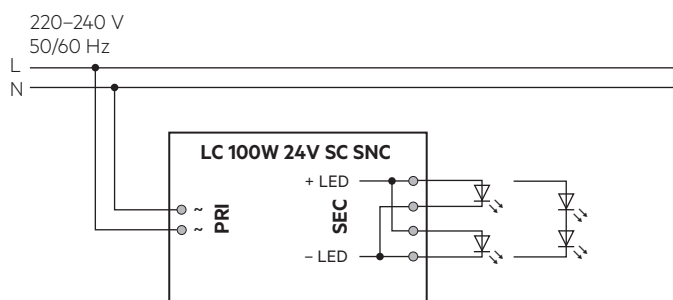 220–240 V
50/60 Hz
L
N
LC 100W 24V SC SNC
+ LED
~
PRI
~
SEC
– LED